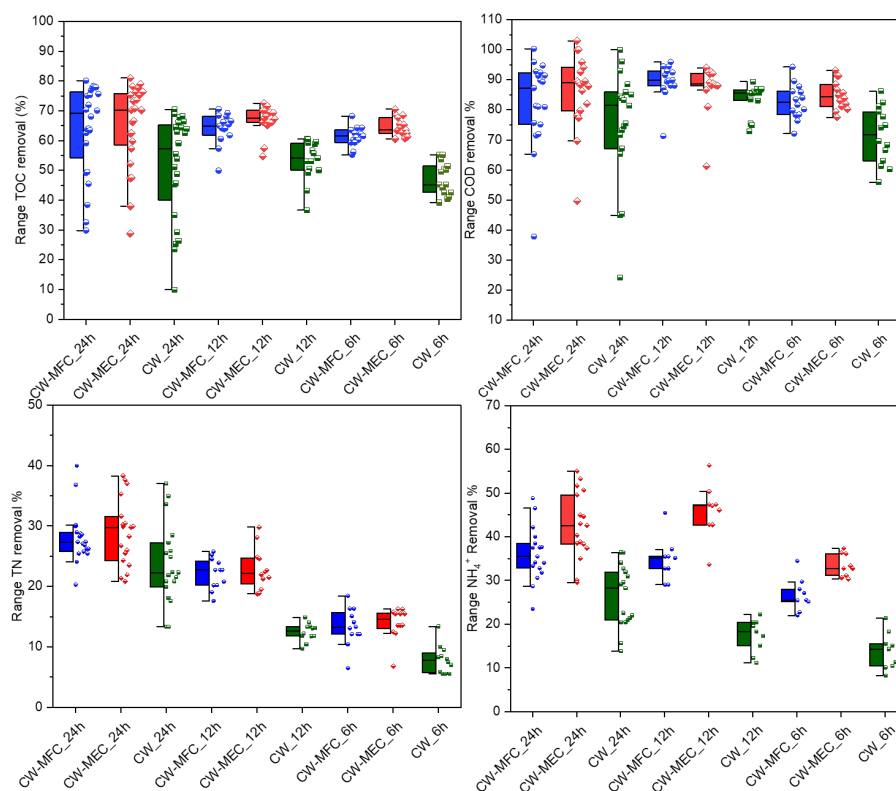 Range TOC removal (%)
100
90
80
70
60
50
40
30
20
10
0
CW-MFC_24h
CW-MEC_24h
CW_24h
CW-MFC_12h
CW-MEC_12h
CW_12h
CW-MFC_6h
CW-MEC_6h
CW_6h
Range COD removal %
110
100
90
80
70
60
50
40
30
20
10
CW-MFC_24h
CW-MEC_24h
CW_24h
CW-MFC_12h
CW-MEC_12h
CW_12h
CW-MFC_6h
CW-MEC_6h
CW_6h
Range TN removal %
50
40
30
20
10
0
CW-MFC_24h
CW-MEC_24h
CW_24h
CW-MFC_12h
CW-MEC_12h
CW_12h
CW-MFC_6h
CW-MEC_6h
CW_6h
Range NH₄⁺ Removal %
70
60
50
40
30
20
10
0
CW-MFC_24h
CW-MEC_24h
CW_24h
CW-MFC_12h
CW-MEC_12h
CW_12h
CW-MFC_6h
CW-MEC_6h
CW_6h